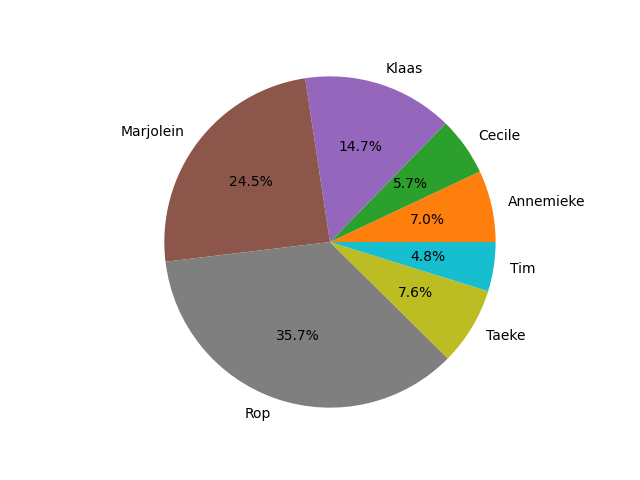 Klaas
14.7%
Marjolein
24.5%
Cecile
5.7%
Annemieke
7.0%
Tim
4.8%
Taeke
7.6%
Rop
35.7%